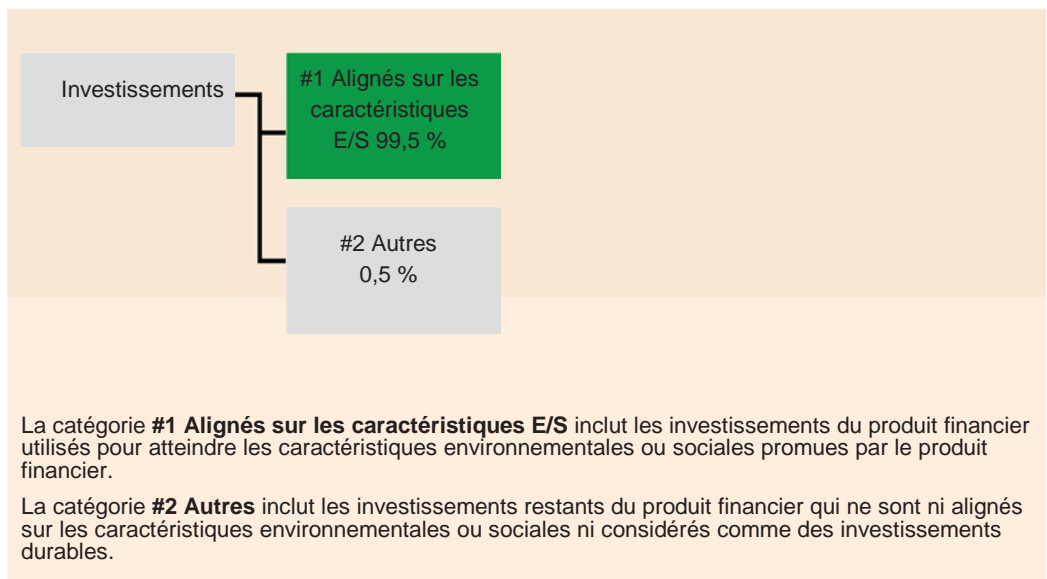 Investissements
#1 Alignés sur les
caractéristiques
E/S 99,5 %
#2 Autres
0,5 %
La catégorie #1 Alignés sur les caractéristiques E/S inclut les investissements du produit financier
utilisés pour atteindre les caractéristiques environnementales ou sociales promues par le produit
financier.
La catégorie #2 Autres inclut les investissements restants du produit financier qui ne sont ni alignés
sur les caractéristiques environnementales ou sociales ni considérés comme des investissements
durables.